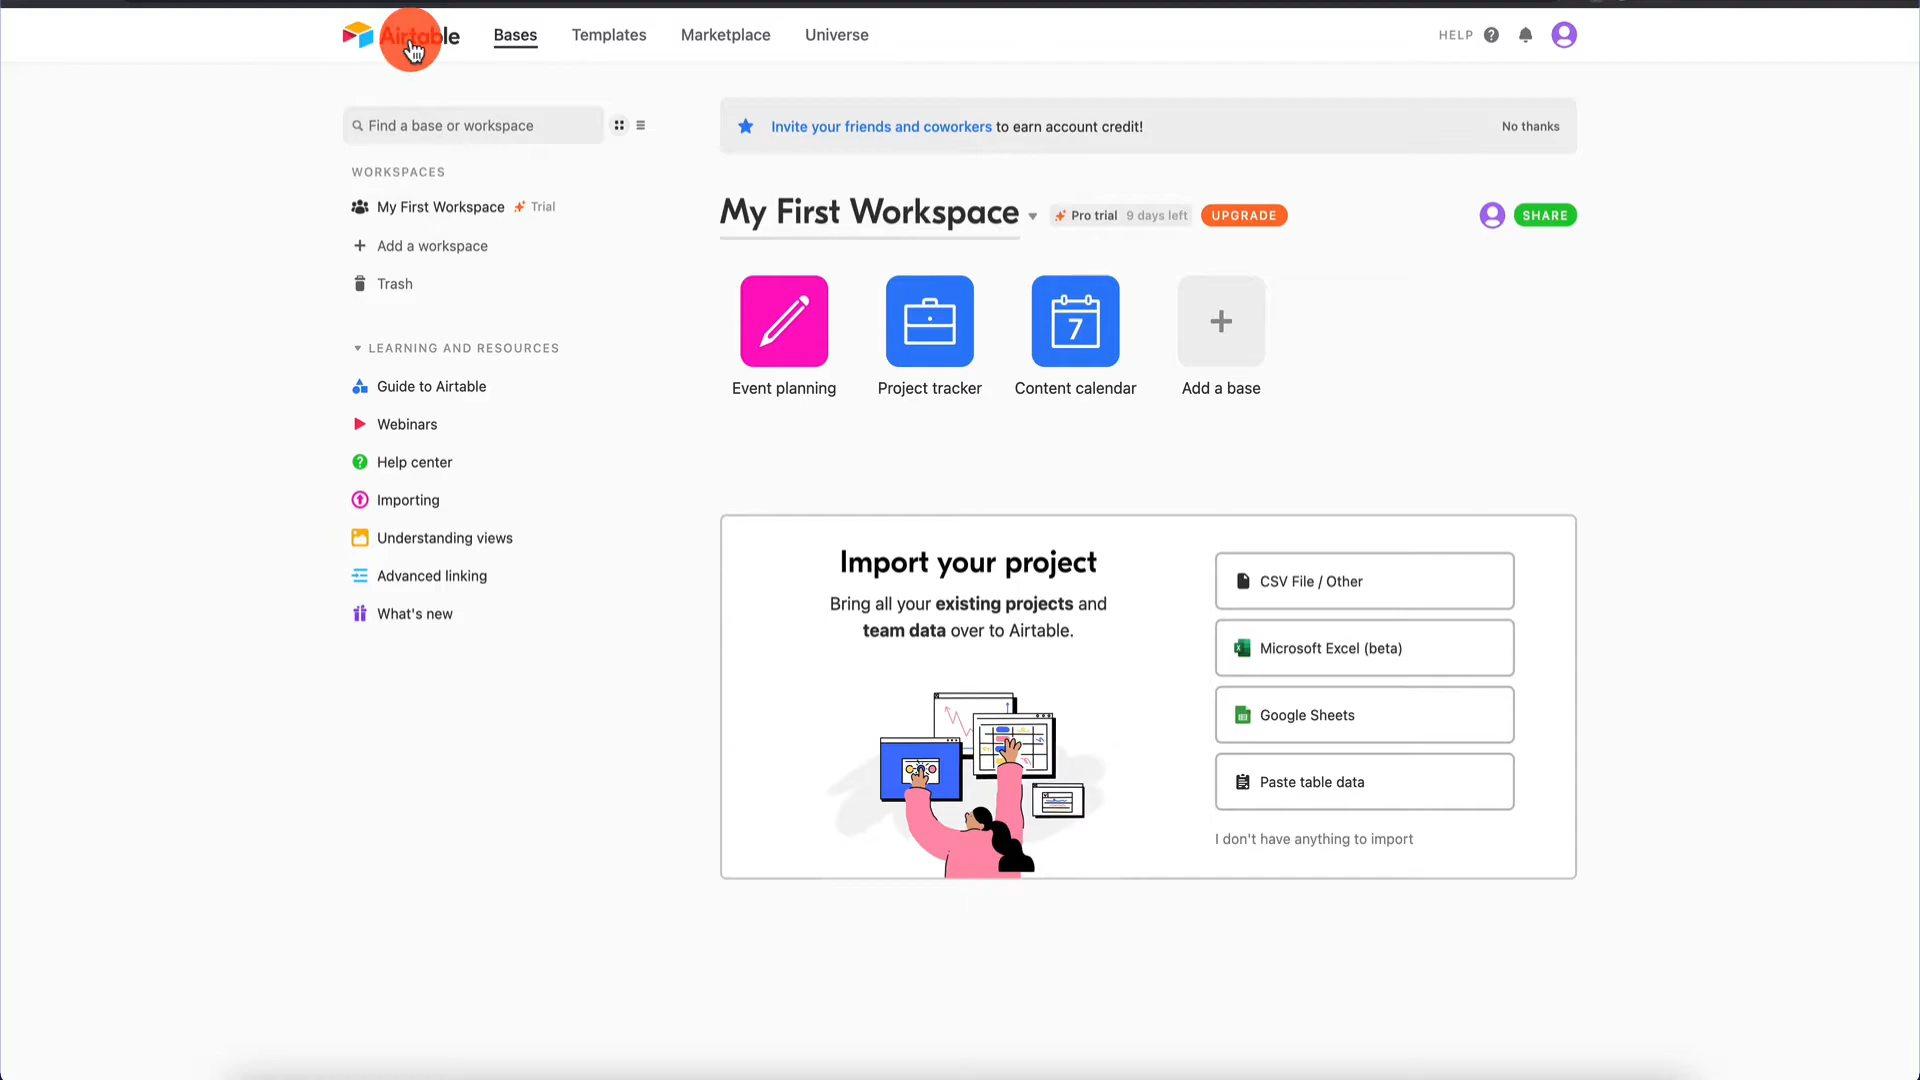 Airtable
Bases
Templates
Marketplace
Universe
HELP
Find a base or workspace
WORKSPACES
My First Workspace
Trial
Add a workspace
Trash
LEARNING AND RESOURCES
Guide to Airtable
Webinars
Help center
Importing
Understanding views
Advanced linking
What's new
Invite your friends and coworkers to earn account credit!
No thanks
My First Workspace
Pro trial 9 days left
UPGRADE
SHARE
7
Event planning
Project tracker
Content calendar
Add a base
Import your project
Bring all your existing projects and
team data over to Airtable.
CSV File / Other
Microsoft Excel (beta)
Google Sheets
Paste table data
I don't have anything to import